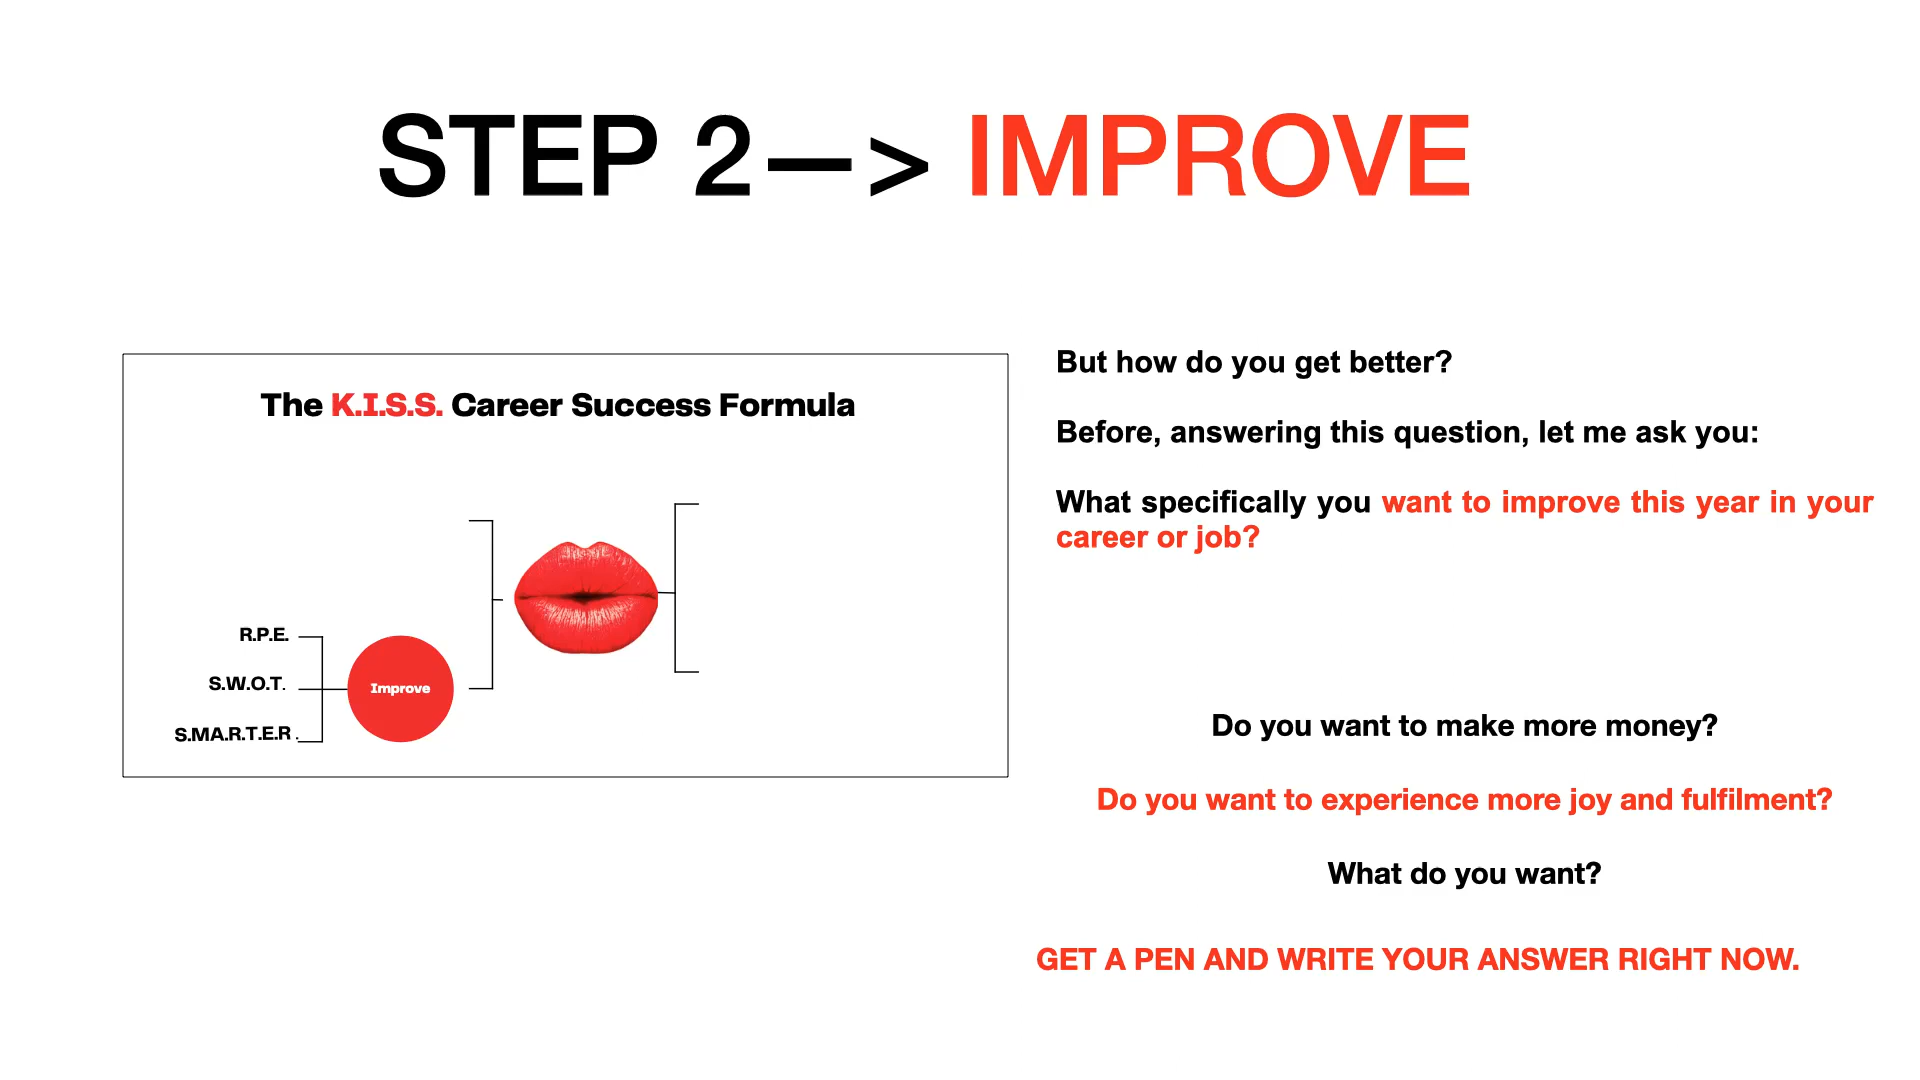 STEP 2—> IMPROVE
The K.I.S.S. Career Success Formula
R.P.E.
S.W.O.T.
S.MA.R.T.E.R .
Improve
But how do you get better?
Before, answering this question, let me ask you:
What specifically you want to improve this year in your
career or job?
Do you want to make more money?
Do you want to experience more joy and fulfilment?
What do you want?
GET A PEN AND WRITE YOUR ANSWER RIGHT NOW.